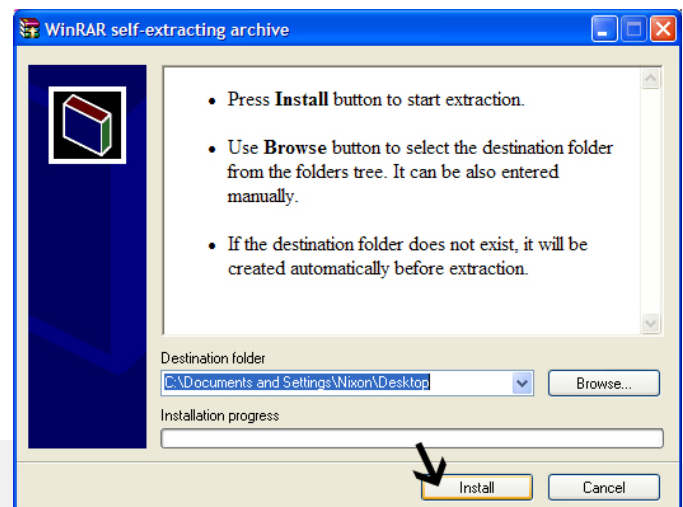 WinRAR self-extracting archive
• Press Install button to start extraction.
• Use Browse button to select the destination folder
from the folders tree. It can be also entered
manually.
• If the destination folder does not exist, it will be
created automatically before extraction.
Destination folder
C:\Documents and Settings\Nixon\Desktop
Browse...
Installation progress
Install
Cancel